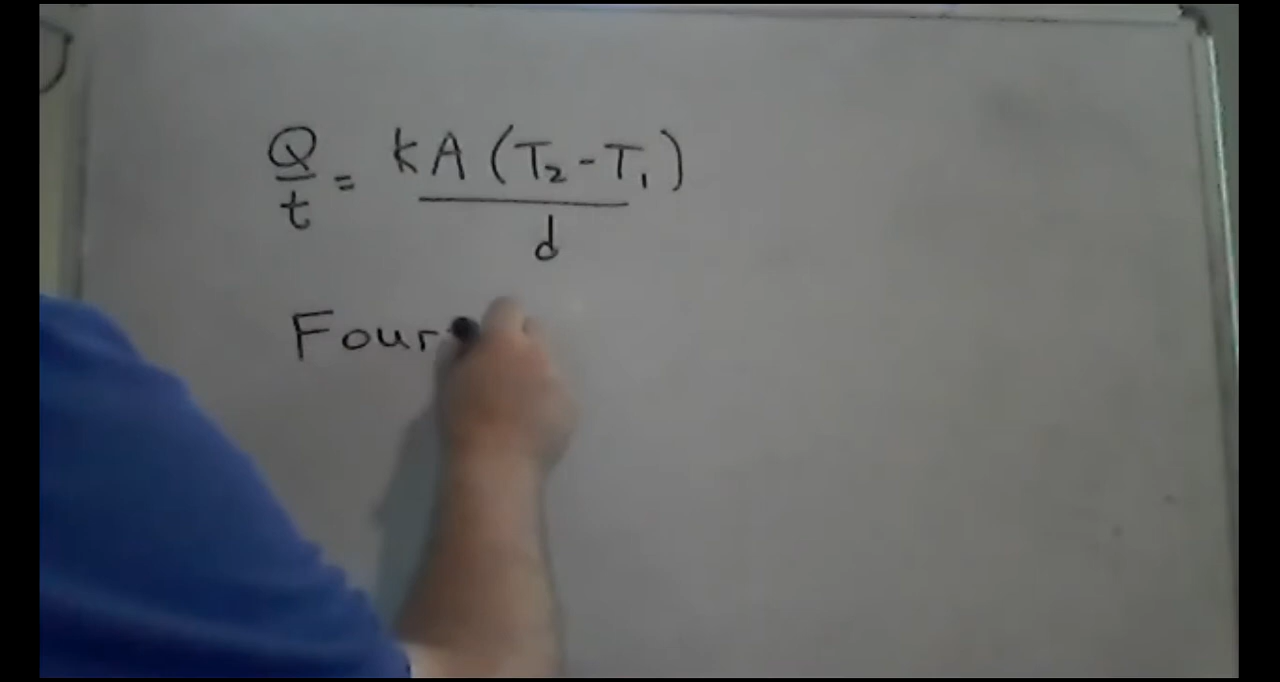 Q/t = kA(T₂-T₁)/d
Four